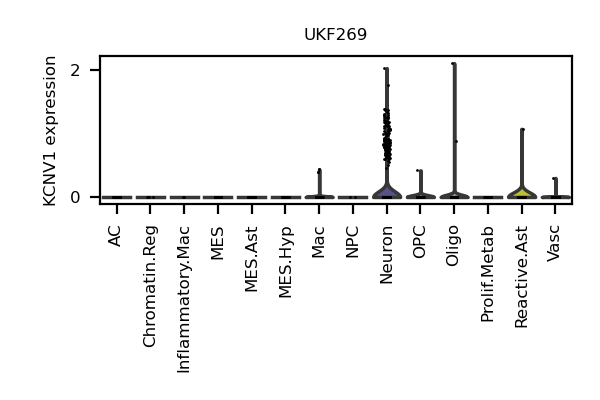 UKF269
KCNV1 expression
2
0
AC
Chromatin.Reg
Inflammatory.Mac
MES
MES.Ast
MES.Hyp
Mac
NPC
Neuron
OPC
Oligo
Prolif.Metab
Reactive.Ast
Vasc